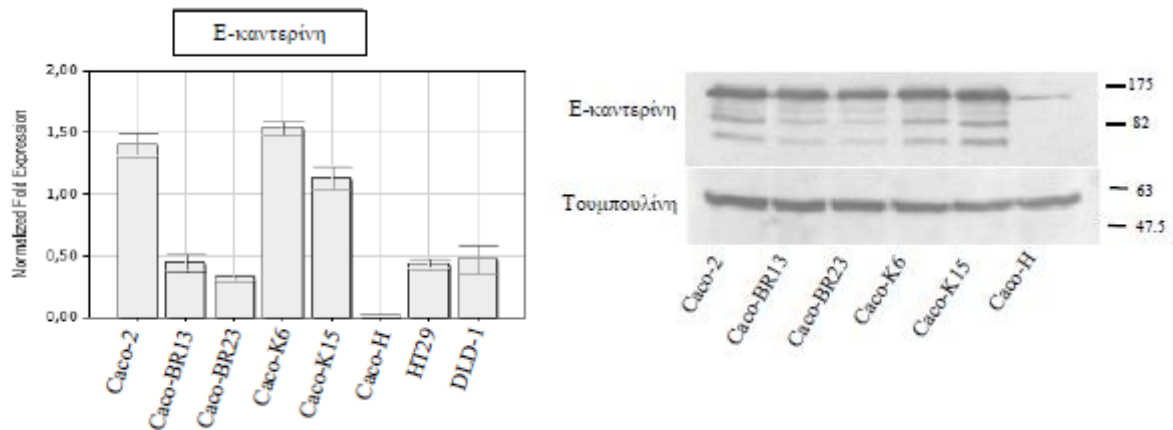 Ε-καντερίνη
Normalized Fold Expression
2,00
1,50
1,00
0,50
0,00
Caco-2
Caco-BR13
Caco-BR23
Caco-K6
Caco-K15
Caco-H
HT29
DLD-1
Ε-καντερίνη
175
82
Τουμπουλίνη
63
47.5
Caco-2
Caco-BR13
Caco-BR23
Caco-K6
Caco-K15
Caco-H